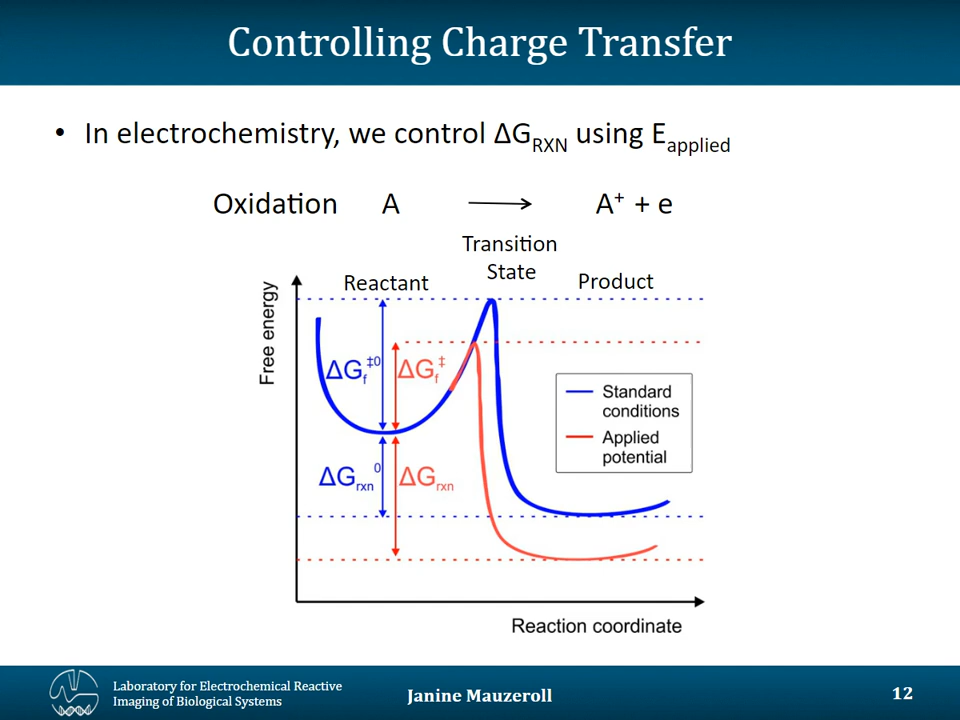 Controlling Charge Transfer
• In electrochemistry, we control ΔG_RXN using E_applied
Oxidation A ⟶ A⁺ + e
Transition
State
Reactant
Product
Free energy
ΔG_f^‡0
ΔG_f^‡
Standard
conditions
Applied
potential
ΔG_rxn^0
ΔG_rxn
Reaction coordinate
Laboratory for Electrochemical Reactive
Imaging of Biological Systems
Janine Mauzeroll
12